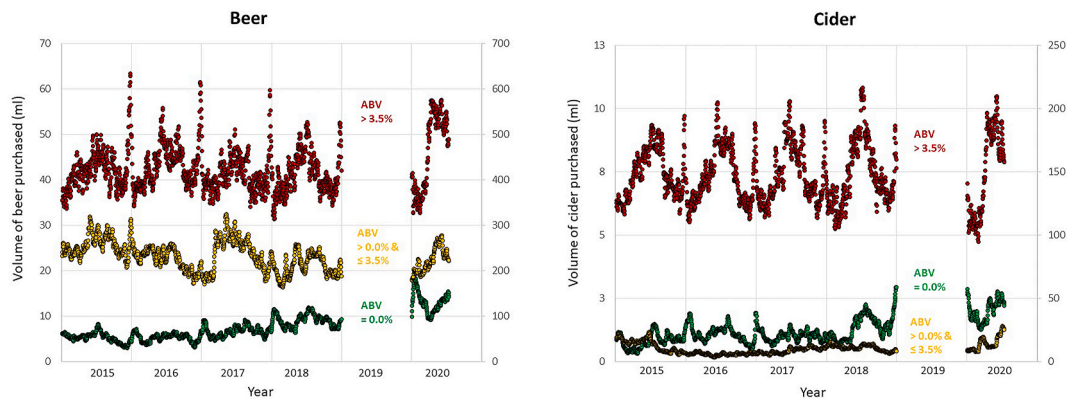 Beer
Volume of beer purchased (ml)
70
60
50
40
30
20
10
0
700
600
500
400
300
200
100
0
ABV
> 3.5%
ABV
> 0.0% &
≤ 3.5%
ABV
= 0.0%
2015 2016 2017 2018 2019 2020
Year
Cider
Volume of cider purchased (ml)
13
10
8
5
3
0
250
200
150
100
50
0
ABV
> 3.5%
ABV
= 0.0%
ABV
> 0.0% &
≤ 3.5%
2015 2016 2017 2018 2019 2020
Year